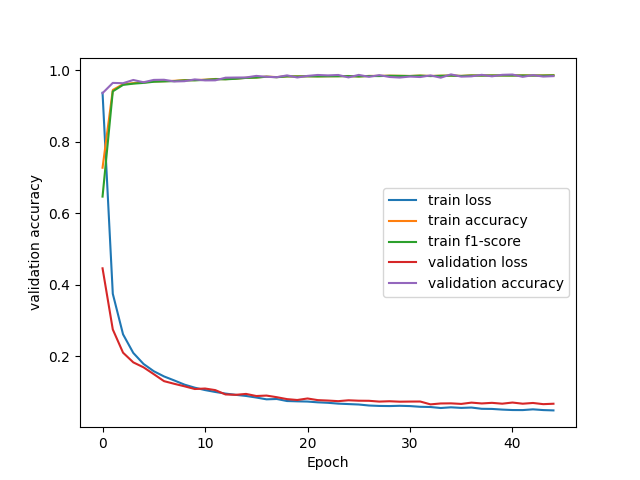 1.0
0.8
0.6
0.4
0.2
validation accuracy
train loss
train accuracy
train f1-score
validation loss
validation accuracy
0 10 20 30 40
Epoch